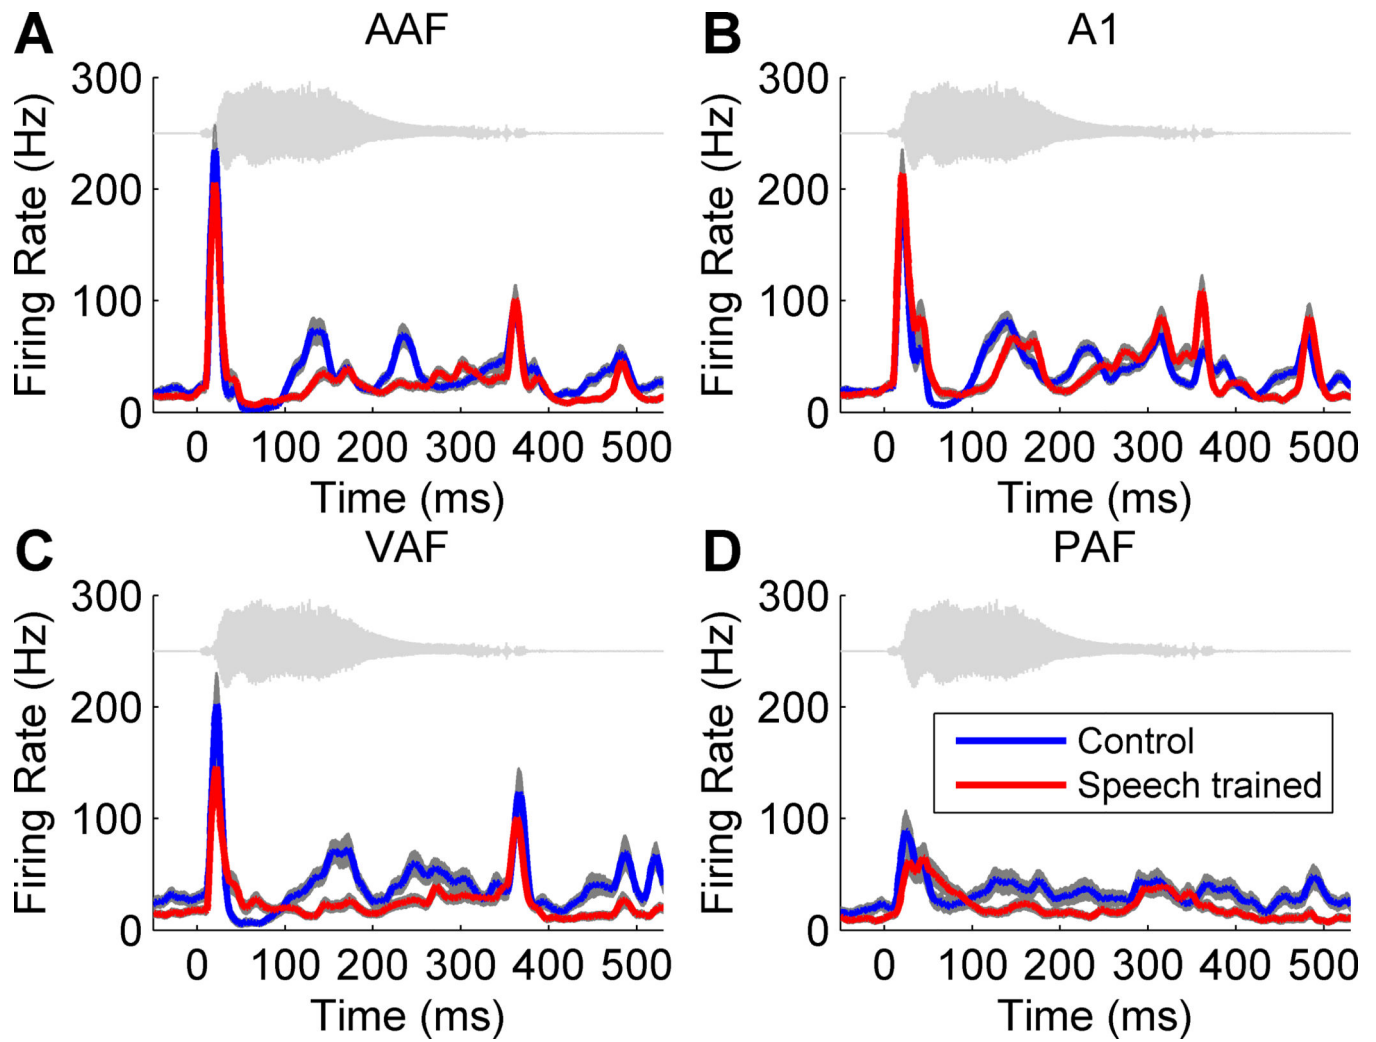 A
AAF
Firing Rate (Hz)
300
200
100
0
0 100 200 300 400 500
Time (ms)
B
A1
Firing Rate (Hz)
300
200
100
0
0 100 200 300 400 500
Time (ms)
C
VAF
Firing Rate (Hz)
300
200
100
0
0 100 200 300 400 500
Time (ms)
D
PAF
Firing Rate (Hz)
300
200
100
0
Control
Speech trained
0 100 200 300 400 500
Time (ms)